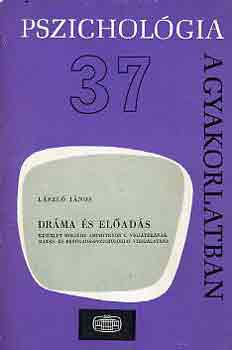 PSZICHOLÓGIA
A GYAKORLATBAN
37
LÁSZLÓ JÁNOS
DRÁMA ÉS ELŐADÁS